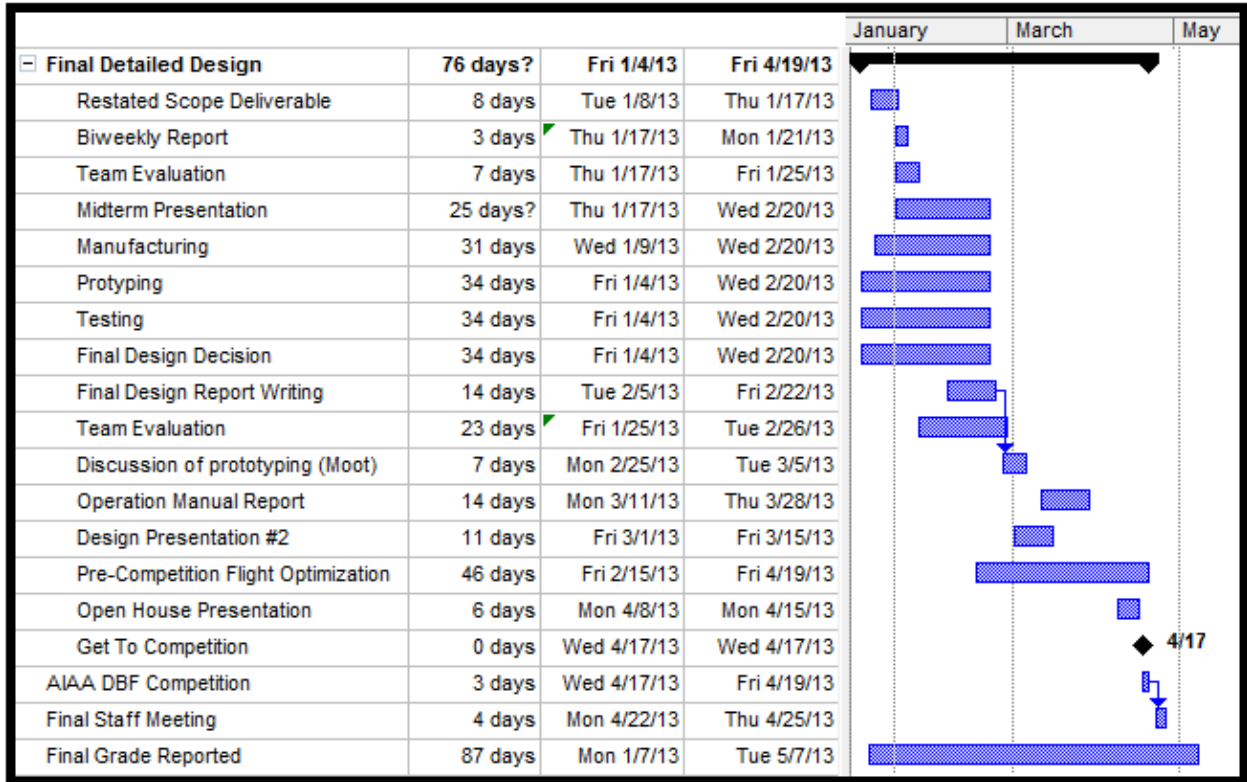 January March May
Final Detailed Design 76 days? Fri 1/4/13 Fri 4/19/13
Restated Scope Deliverable 8 days Tue 1/8/13 Thu 1/17/13
Biweekly Report 3 days Thu 1/17/13 Mon 1/21/13
Team Evaluation 7 days Thu 1/17/13 Fri 1/25/13
Midterm Presentation 25 days? Thu 1/17/13 Wed 2/20/13
Manufacturing 31 days Wed 1/9/13 Wed 2/20/13
Protyping 34 days Fri 1/4/13 Wed 2/20/13
Testing 34 days Fri 1/4/13 Wed 2/20/13
Final Design Decision 34 days Fri 1/4/13 Wed 2/20/13
Final Design Report Writing 14 days Tue 2/5/13 Fri 2/22/13
Team Evaluation 23 days Fri 1/25/13 Tue 2/26/13
Discussion of prototyping (Moot) 7 days Mon 2/25/13 Tue 3/5/13
Operation Manual Report 14 days Mon 3/11/13 Thu 3/28/13
Design Presentation #2 11 days Fri 3/1/13 Fri 3/15/13
Pre-Competition Flight Optimization 46 days Fri 2/15/13 Fri 4/19/13
Open House Presentation 6 days Mon 4/8/13 Mon 4/15/13
Get To Competition 0 days Wed 4/17/13 Wed 4/17/13 4/17
AIAA DBF Competition 3 days Wed 4/17/13 Fri 4/19/13
Final Staff Meeting 4 days Mon 4/22/13 Thu 4/25/13
Final Grade Reported 87 days Mon 1/7/13 Tue 5/7/13